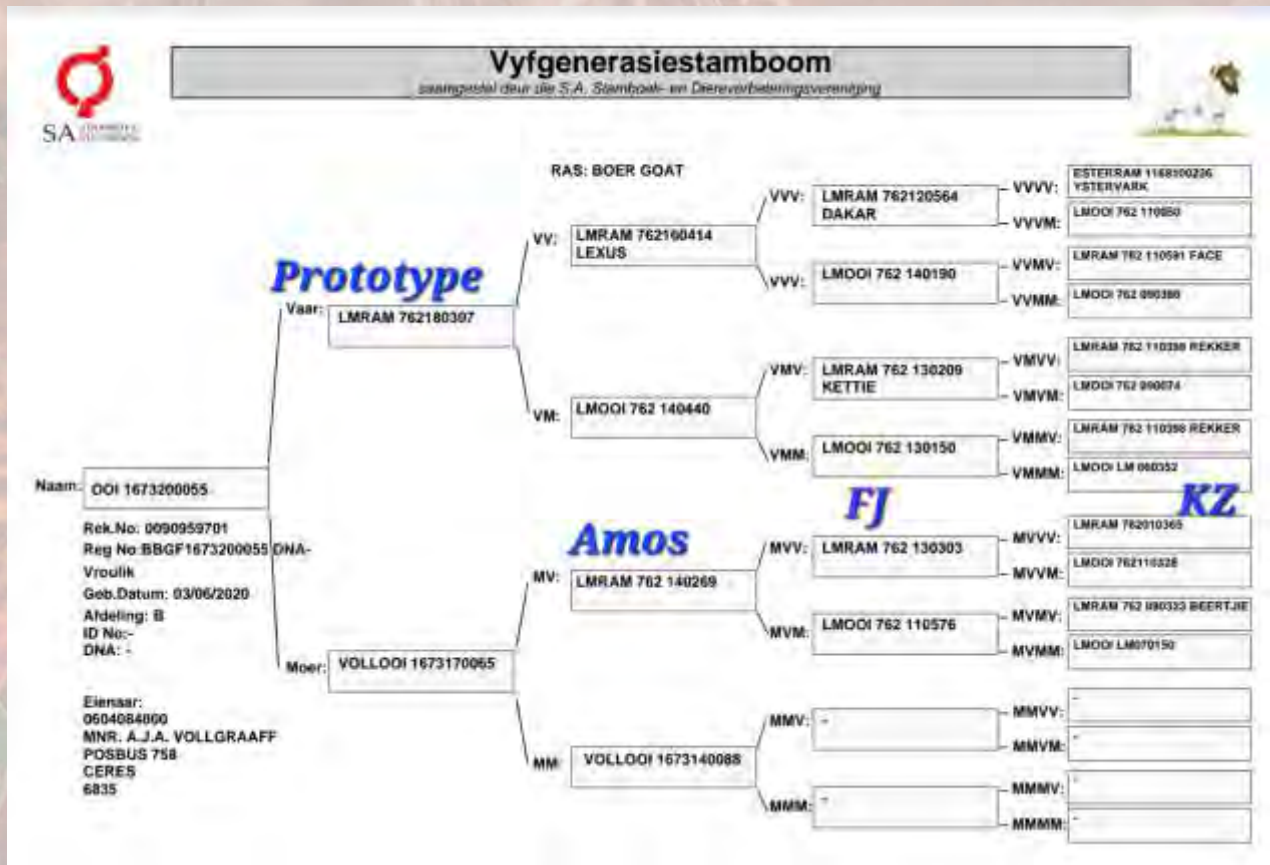 Vyfgenerasiestamboom
saamgestel deur die S.A. Stamboek- en Diereverbeteringsvereniging
SA
RAS: BOER GOAT
Naam: OOI 1673200055
Rek.No: 0090959701
Reg No:BBGF1673200055 DNA-
Vroulik
Geb.Datum: 03/06/2020
Afdeling: B
ID No:-
DNA: -
Eienaar:
0604084000
MNR. A.J.A. VOLLGRAAFF
POSBUS 758
CERES
6835
Prototype
Vaar: LMRAM 762180397
Moer: VOLLOOI 1673170065
VV: LMRAM 762160414
LEXUS
VM: LMOOI 762 140440
Amos
MV: LMRAM 762 140269
MM: VOLLOOI 1673140088
VVV: LMRAM 762120564
DAKAR
VVV: LMOOI 762 140190
VMV: LMRAM 762 130209
KETTIE
VMM: LMOOI 762 130150
FJ
MVV: LMRAM 762 130303
MVM: LMOOI 762 110576
MMV: -
MMM: -
VVVV: ESTERRAM 1168100236
YSTERVARK
VVVM: LMOOI 762 110850
VVMV: LMRAM 762 110591 FACE
VVMM: LMOOI 762 090380
VMVV: LMRAM 762 110398 REKKER
VMVM: LMOOI 762 090074
VMMV: LMRAM 762 110398 REKKER
VMMM: LMOOI LM 060352
KZ
MVVV: LMRAM 762010365
MVVM: LMOOI 762110328
MVMV: LMRAM 762 090333 BEERTJIE
MVMM: LMOOI LM070150
MMVV: -
MMVM: -
MMMV: -
MMMM: -